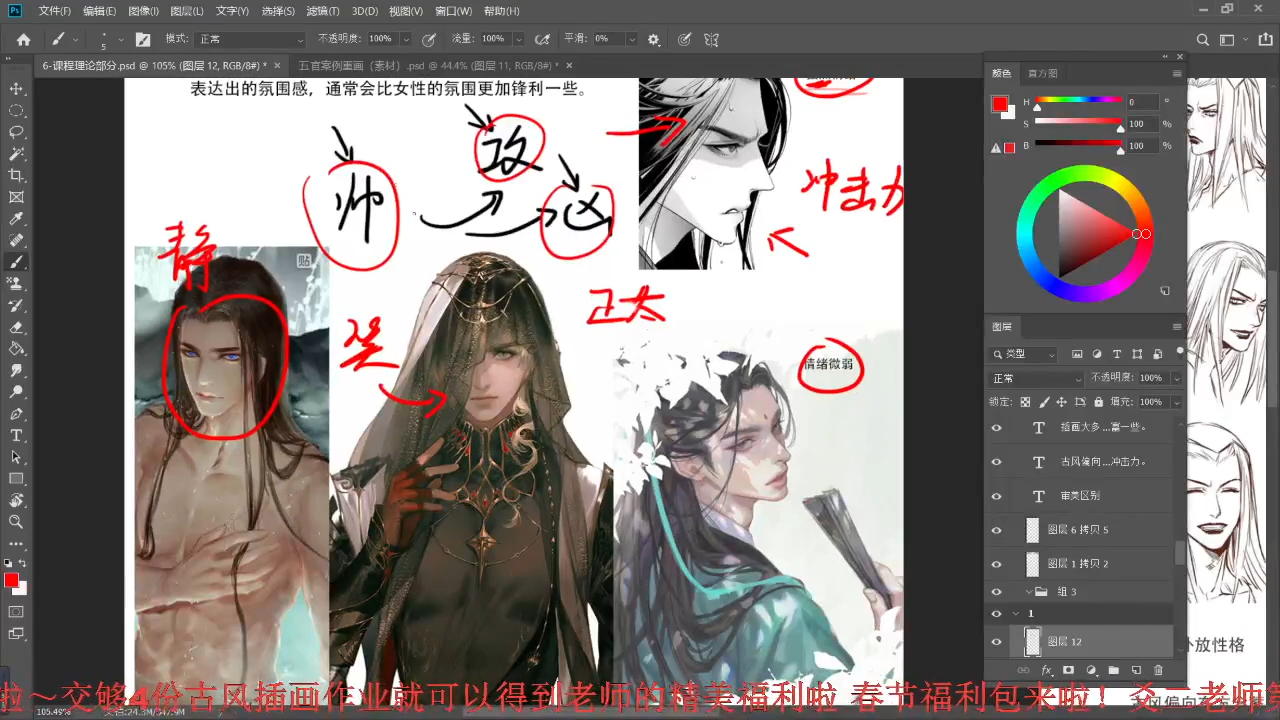 Ps 文件(F) 编辑(E) 图像(I) 图层(L) 文字(Y) 选择(S) 滤镜(T) 3D(D) 视图(V) 窗口(W) 帮助(H)
5 模式: 正常 不透明度: 100% 流量: 100% 平滑: 0%
6-课程理论部分.psd @ 105% (图层 12, RGB/8#) * × 五官案例重画（素材）.psd @ 44.4% (图层 11, RGB/8#) * ×
表达出的氛围感，通常会比女性的氛围更加锋利一些。
帅
凶
冲击力
静
贴
正太
情绪微弱
颜色 直方图
H 0 °
S 100 %
B 100 %
图层
类型
正常 不透明度: 100%
锁定: 填充: 100%
T 插画大多...富一些。
T 古风偏向...冲击力。
T 审美区别
图层 6 拷贝 5
图层 1 拷贝 2
组 3
1
图层 12
外放性格
105.49%
啦～交够4份古风插画作业就可以得到老师的精美福利啦 春节福利包来啦！